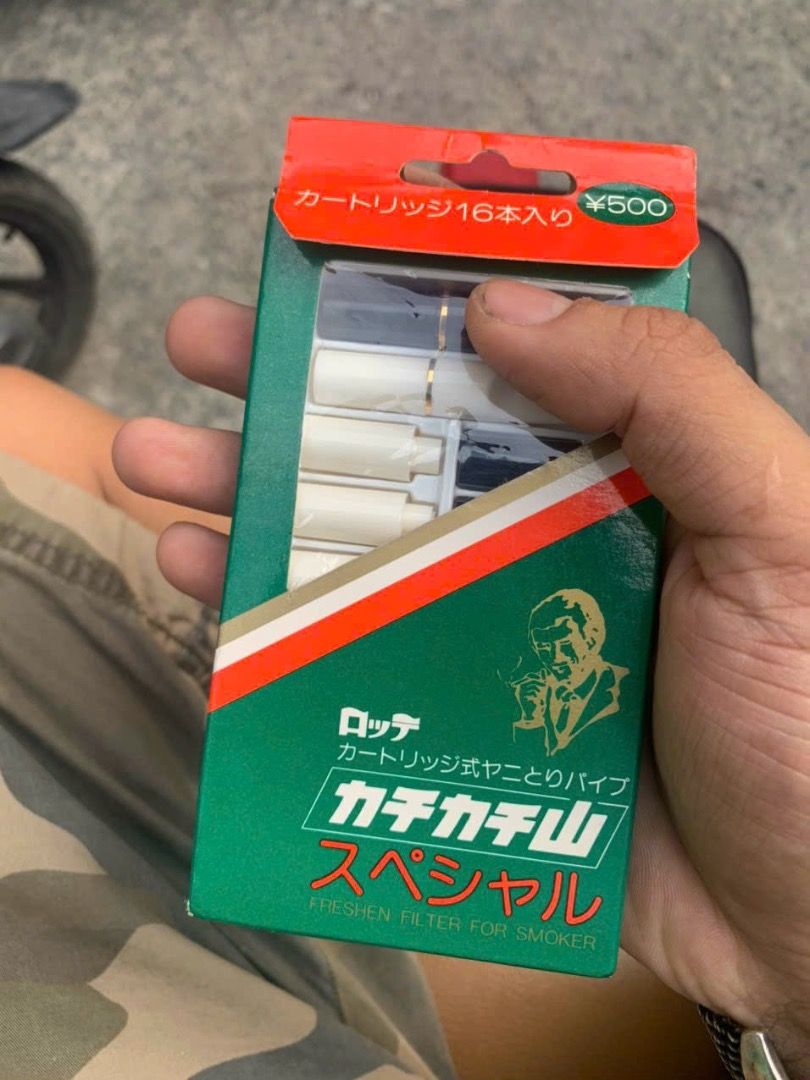 カートリッジ16本入り ¥500
ロッテ
カートリッジ式ヤニとりパイプ
カチカチ山
スペシャル
FRESHEN FILTER FOR SMOKER